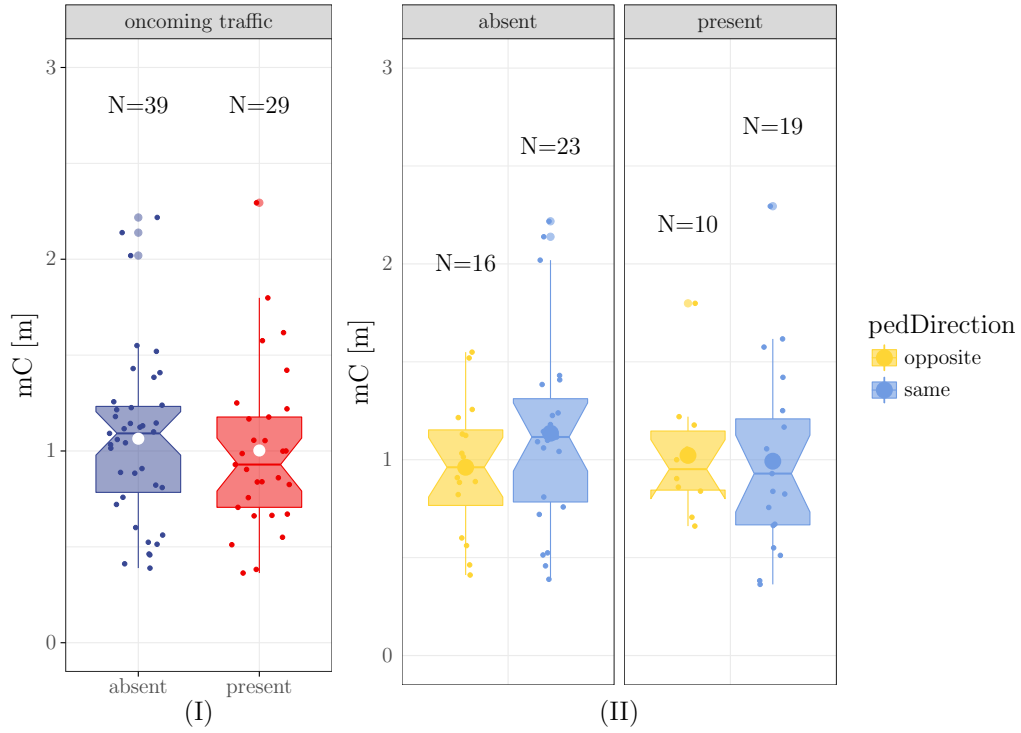 oncoming traffic
N=39
N=29
3
2
1
0
mC [m]
absent
present
(I)
absent
present
N=16
N=23
N=10
N=19
3
2
1
0
mC [m]
(II)
pedDirection
opposite
same